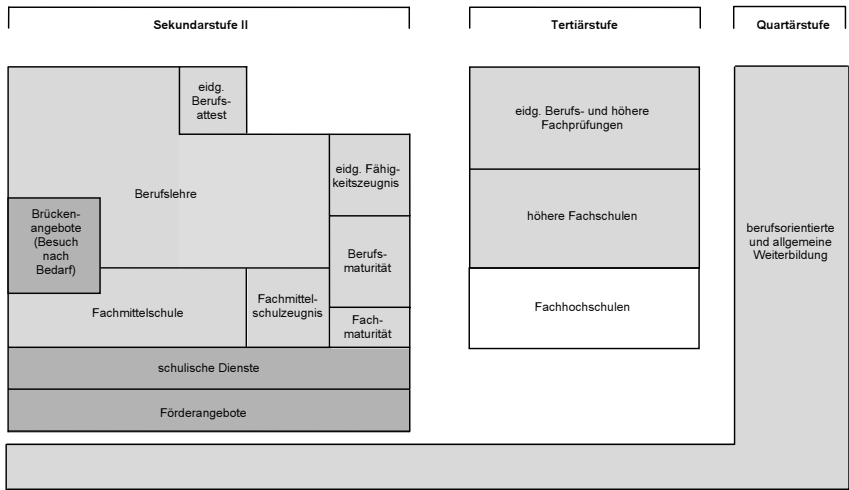 Sekundarstufe II
Tertiärstufe
Quartärstufe
eidg.
Berufs-
attest
Berufslehre
eidg. Fähig-
keitszeugnis
Brücken-
angebote
(Besuch
nach
Bedarf)
Berufs-
maturität
Fachmittelschule
Fachmittel-
schulzeugnis
Fach-
maturität
schulische Dienste
Förderangebote
eidg. Berufs- und höhere
Fachprüfungen
höhere Fachschulen
Fachhochschulen
berufsorientierte
und allgemeine
Weiterbildung